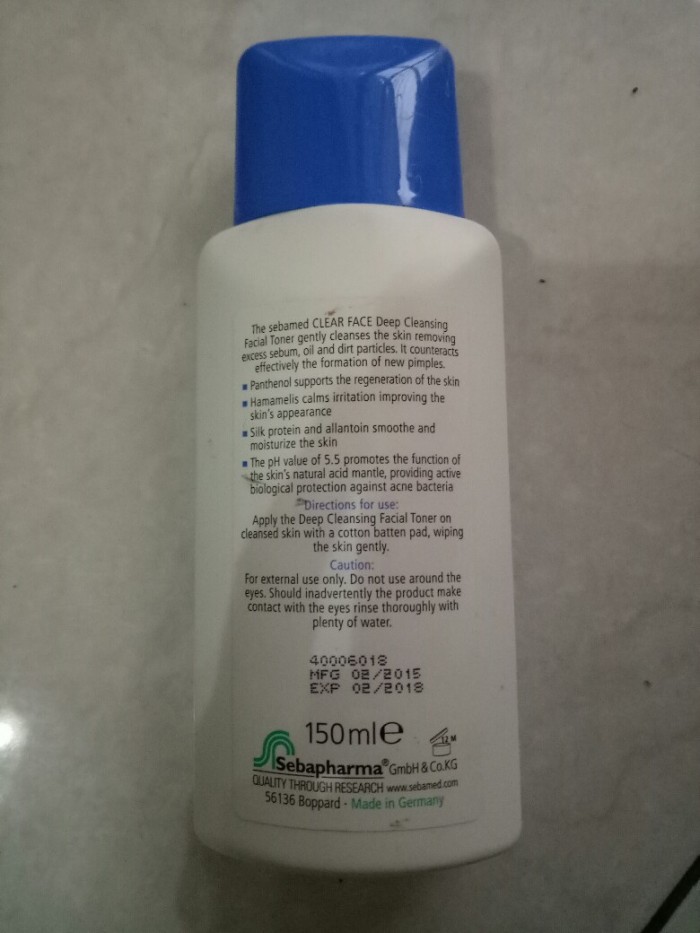 The sebamed CLEAR FACE Deep Cleansing
Facial Toner gently cleanses the skin removing
excess sebum, oil and dirt particles. It counteracts
effectively the formation of new pimples.
▪ Panthenol supports the regeneration of the skin
▪ Hamamelis calms irritation improving the
skin's appearance
▪ Silk protein and allantoin smoothe and
moisturize the skin
▪ The pH value of 5.5 promotes the function of
the skin's natural acid mantle, providing active
biological protection against acne bacteria
Directions for use:
Apply the Deep Cleansing Facial Toner on
cleansed skin with a cotton batten pad, wiping
the skin gently.
Caution:
For external use only. Do not use around the
eyes. Should inadvertently the product make
contact with the eyes rinse thoroughly with
plenty of water.
40006018
MFG 02/2015
EXP 02/2018
150ml℮
12 M
Sebapharma® GmbH & Co.KG
QUALITY THROUGH RESEARCH www.sebamed.com
56136 Boppard - Made in Germany